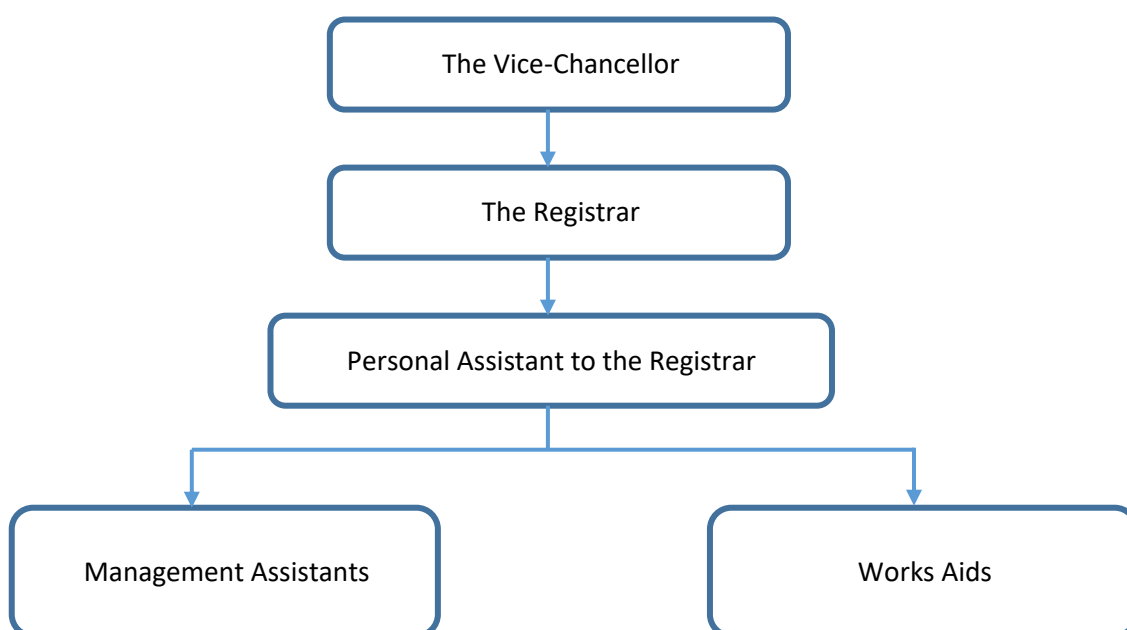 The Vice-Chancellor
The Registrar
Personal Assistant to the Registrar
Management Assistants
Works Aids